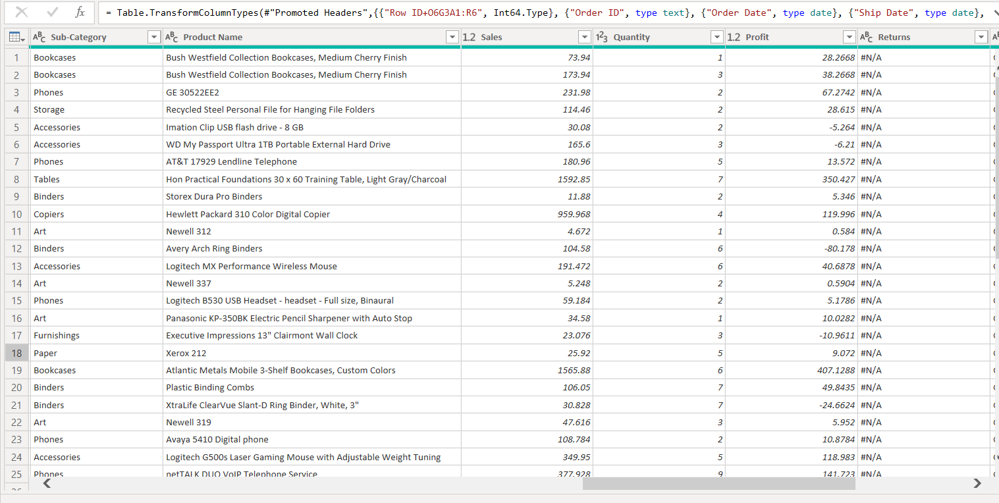 fx = Table.TransformColumnTypes(#"Promoted Headers",{{"Row ID+O6G3A1:R6", Int64.Type}, {"Order ID", type text}, {"Order Date", type date}, {"Ship Date", type date},
ABC Sub-Category ABC Product Name 1.2 Sales 123 Quantity 1.2 Profit ABC Returns
1 Bookcases Bush Westfield Collection Bookcases, Medium Cherry Finish 73.94 1 28.2668 #N/A
2 Bookcases Bush Westfield Collection Bookcases, Medium Cherry Finish 173.94 3 38.2668 #N/A
3 Phones GE 30522EE2 231.98 2 67.2742 #N/A
4 Storage Recycled Steel Personal File for Hanging File Folders 114.46 2 28.615 #N/A
5 Accessories Imation Clip USB flash drive - 8 GB 30.08 2 -5.264 #N/A
6 Accessories WD My Passport Ultra 1TB Portable External Hard Drive 165.6 3 -6.21 #N/A
7 Phones AT&T 17929 Lendline Telephone 180.96 5 13.572 #N/A
8 Tables Hon Practical Foundations 30 x 60 Training Table, Light Gray/Charcoal 1592.85 7 350.427 #N/A
9 Binders Storex Dura Pro Binders 11.88 2 5.346 #N/A
10 Copiers Hewlett Packard 310 Color Digital Copier 959.968 4 119.996 #N/A
11 Art Newell 312 4.672 1 0.584 #N/A
12 Binders Avery Arch Ring Binders 104.58 6 -80.178 #N/A
13 Accessories Logitech MX Performance Wireless Mouse 191.472 6 40.6878 #N/A
14 Art Newell 337 5.248 2 0.5904 #N/A
15 Phones Logitech B530 USB Headset - headset - Full size, Binaural 59.184 2 5.1786 #N/A
16 Art Panasonic KP-350BK Electric Pencil Sharpener with Auto Stop 34.58 1 10.0282 #N/A
17 Furnishings Executive Impressions 13" Clairmont Wall Clock 23.076 3 -10.9611 #N/A
18 Paper Xerox 212 25.92 5 9.072 #N/A
19 Bookcases Atlantic Metals Mobile 3-Shelf Bookcases, Custom Colors 1565.88 6 407.1288 #N/A
20 Binders Plastic Binding Combs 106.05 7 49.8435 #N/A
21 Binders XtraLife ClearVue Slant-D Ring Binder, White, 3" 30.828 7 -24.6624 #N/A
22 Art Newell 319 47.616 3 5.952 #N/A
23 Phones Avaya 5410 Digital phone 108.784 2 10.8784 #N/A
24 Accessories Logitech G500s Laser Gaming Mouse with Adjustable Weight Tuning 349.95 5 118.983 #N/A
25 Phones netTALK DUO VoIP Telephone Service 377.928 9 141.723 #N/A